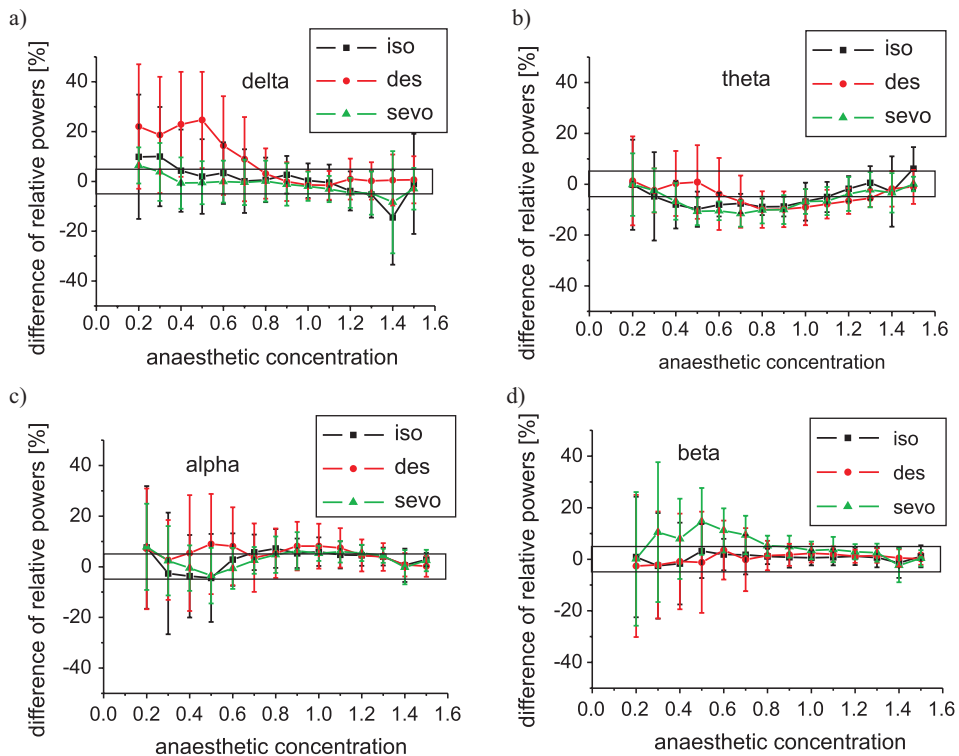 a)
difference of relative powers [%]
40
20
0
-20
-40
0.0 0.2 0.4 0.6 0.8 1.0 1.2 1.4 1.6
anaesthetic concentration
delta
iso
des
sevo
b)
difference of relative powers [%]
40
20
0
-20
-40
0.0 0.2 0.4 0.6 0.8 1.0 1.2 1.4 1.6
anaesthetic concentration
theta
iso
des
sevo
c)
difference of relative powers [%]
40
20
0
20
40
0.0 0.2 0.4 0.6 0.8 1.0 1.2 1.4 1.6
anaesthetic concentration
alpha
iso
des
sevo
d)
difference of relative powers [%]
40
20
0
-20
-40
0.0 0.2 0.4 0.6 0.8 1.0 1.2 1.4 1.6
anaesthetic concentration
beta
iso
des
sevo